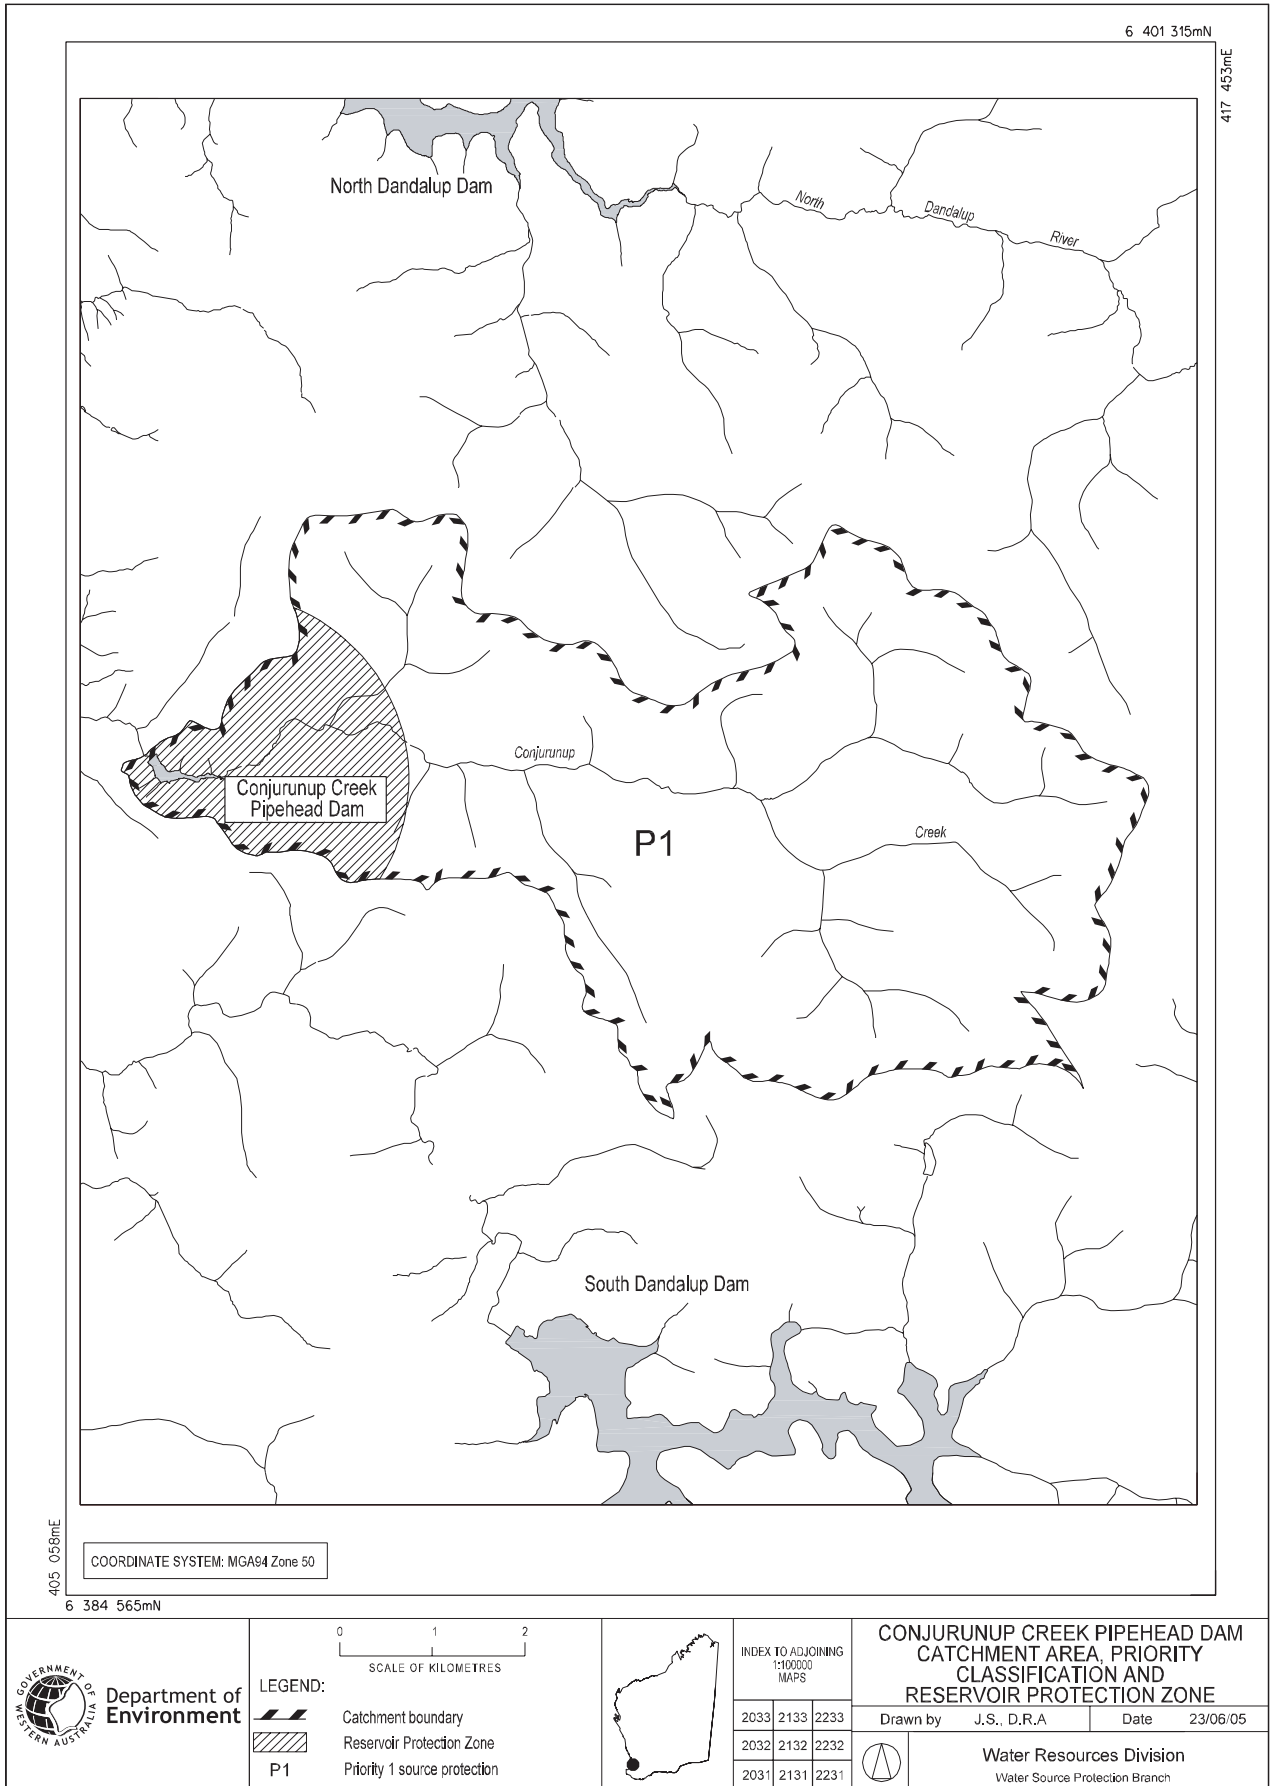 6 401 315mN
417 453mE
North Dandalup Dam
North
Dandalup
River
Conjurunup
Conjurunup Creek
Pipehead Dam
P1
Creek
South Dandalup Dam
405 058mE
COORDINATE SYSTEM: MGA94 Zone 50
6 384 565mN
GOVERNMENT OF
WESTERN AUSTRALIA
Department of
Environment
0 1 2
SCALE OF KILOMETRES
LEGEND:
Catchment boundary
Reservoir Protection Zone
P1 Priority 1 source protection
INDEX TO ADJOINING
1:100000
MAPS
2033 2133 2233
2032 2132 2232
2031 2131 2231
CONJURUNUP CREEK PIPEHEAD DAM
CATCHMENT AREA, PRIORITY
CLASSIFICATION AND
RESERVOIR PROTECTION ZONE
Drawn by J.S., D.R.A Date 23/06/05
Water Resources Division
Water Source Protection Branch